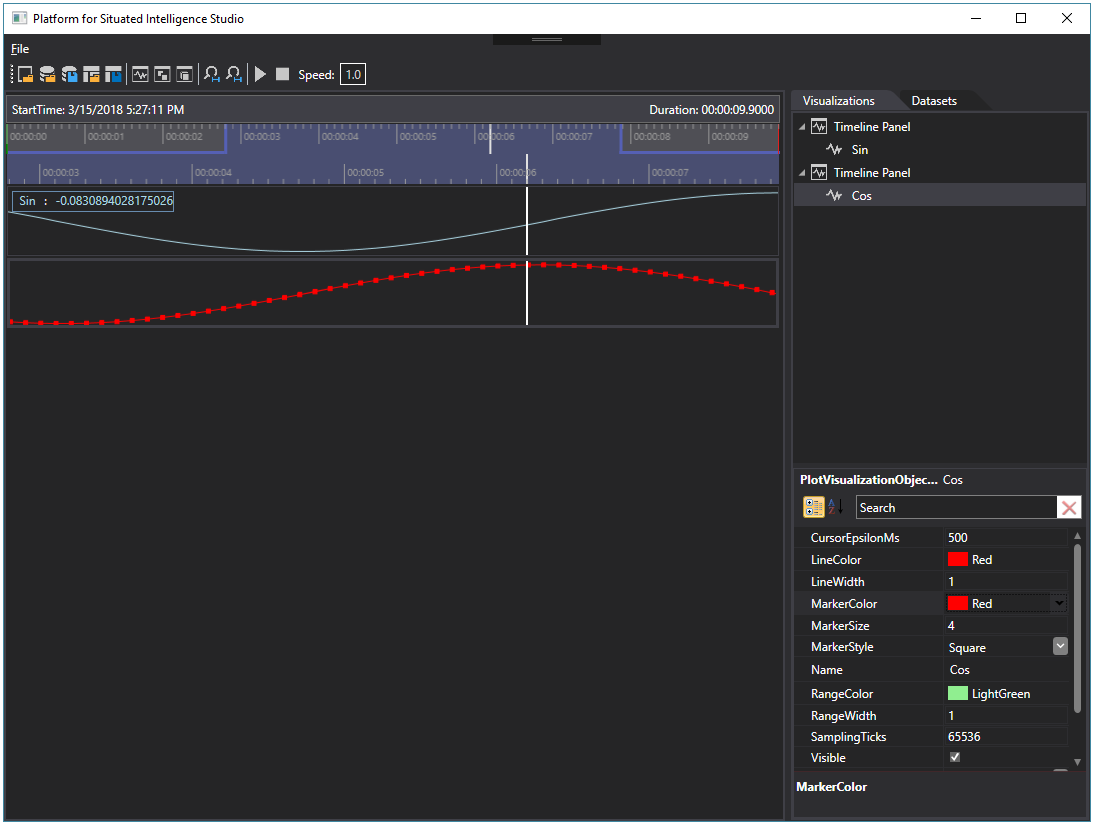 Platform for Situated Intelligence Studio
File
Speed: 1.0
StartTime: 3/15/2018 5:27:11 PM Duration: 00:00:09.9000
00:00:00 00:00:01 00:00:02 00:00:03 00:00:04 00:00:05 00:00:06 00:00:07 00:00:08 00:00:09
00:00:03 00:00:04 00:00:05 00:00:06 00:00:07
Sin : -0.0830894028175026
Visualizations Datasets
Timeline Panel
Sin
Timeline Panel
Cos
PlotVisualizationObjec... Cos
Search
CursorEpsilonMs 500
LineColor Red
LineWidth 1
MarkerColor Red
MarkerSize 4
MarkerStyle Square
Name Cos
RangeColor LightGreen
RangeWidth 1
SamplingTicks 65536
Visible
MarkerColor